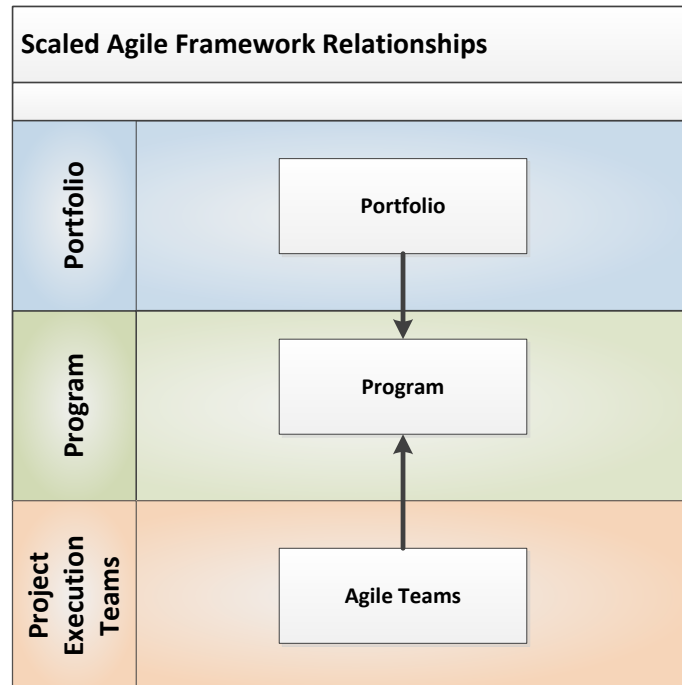 Scaled Agile Framework Relationships
Portfolio
Portfolio
Program
Program
Project
Execution
Teams
Agile Teams